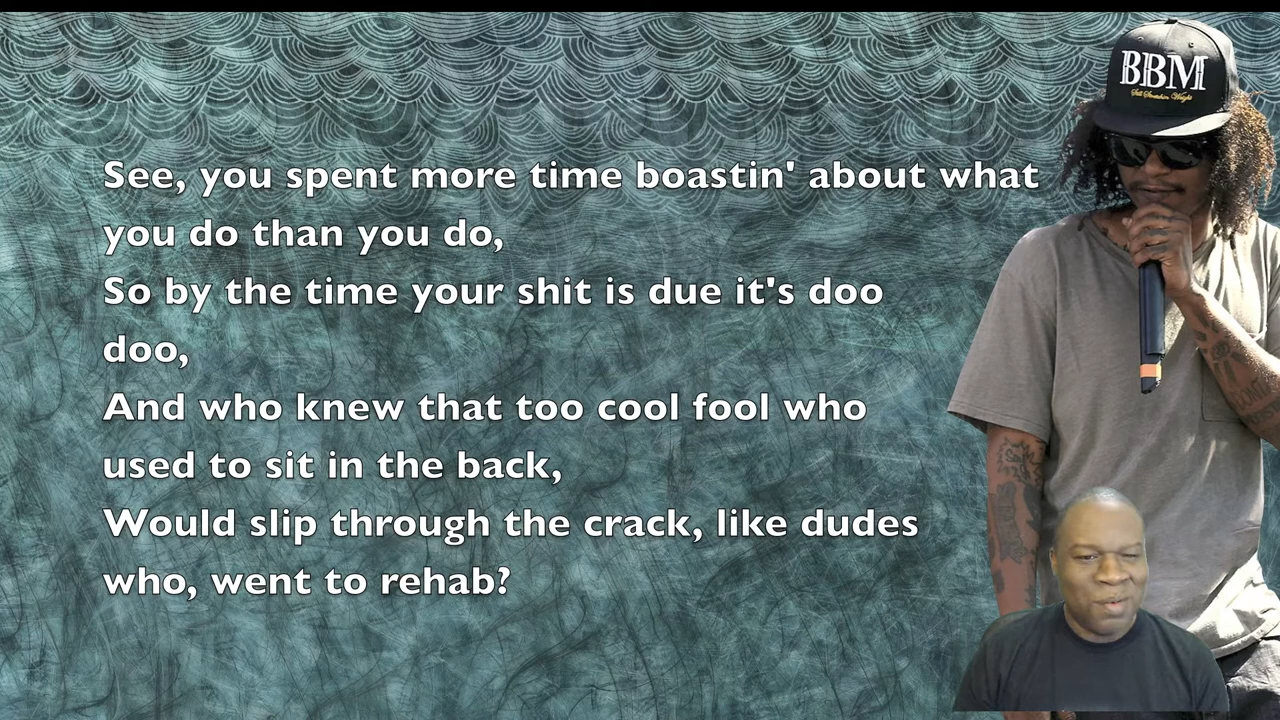 See, you spent more time boastin' about what
you do than you do,
So by the time your shit is due it's doo
doo,
And who knew that too cool fool who
used to sit in the back,
Would slip through the crack, like dudes
who, went to rehab?
BBM